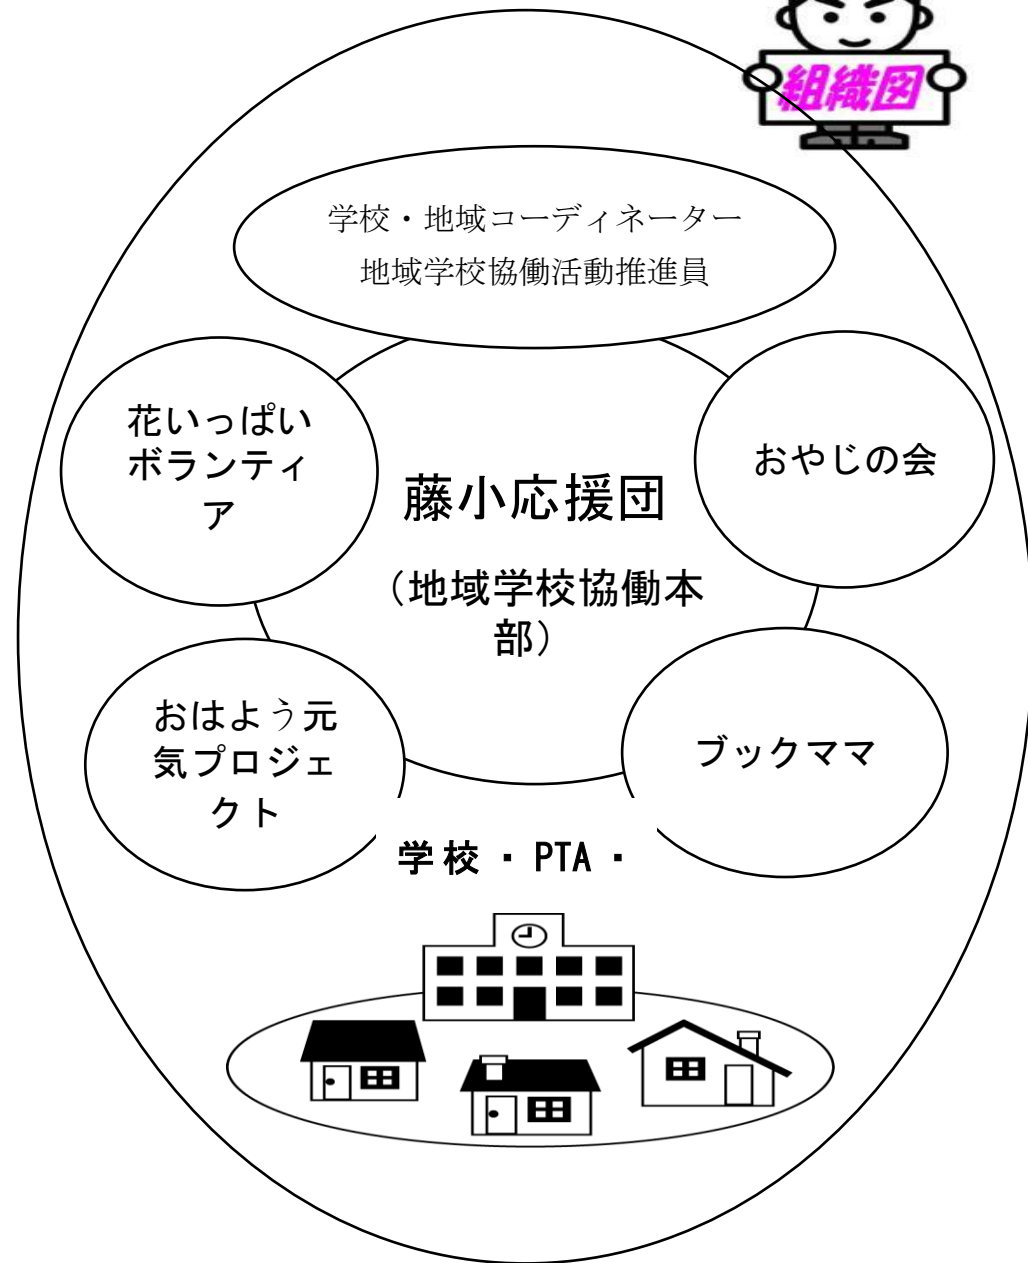 組織図
学校・地域コーディネーター
地域学校協働活動推進員
花いっぱい
ボランティ
ア
おやじの会
藤小応援団
（地域学校協働本
部）
おはよう元
気プロジェ
クト
ブックママ
学校・PTA・